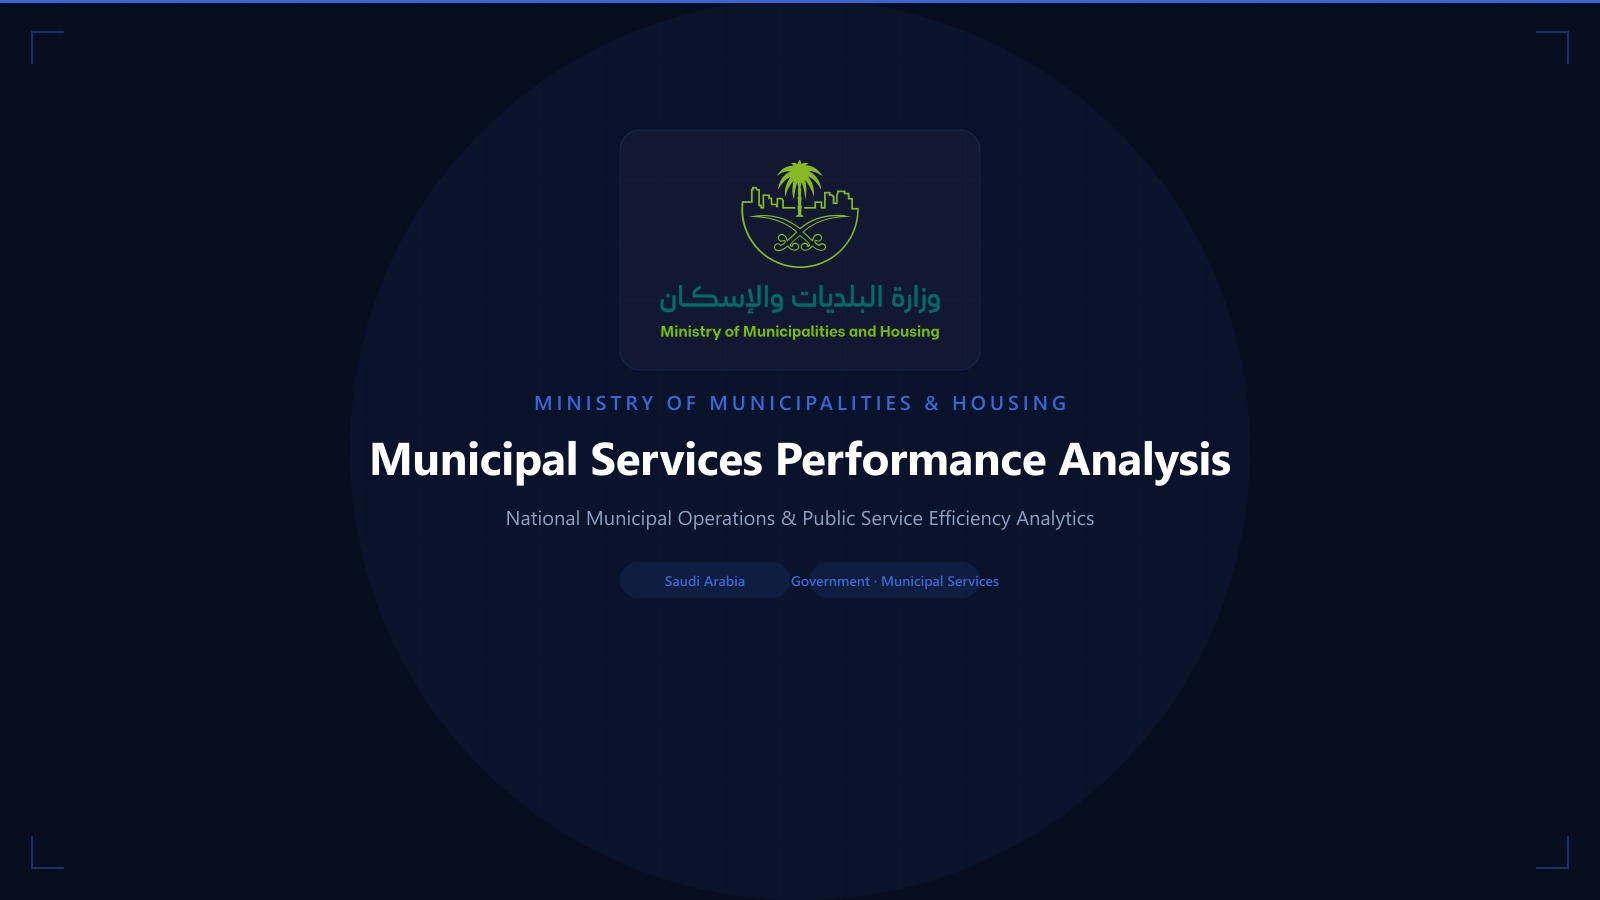 وزارة البلديات والإسكان
Ministry of Municipalities and Housing
MINISTRY OF MUNICIPALITIES & HOUSING
Municipal Services Performance Analysis
National Municipal Operations & Public Service Efficiency Analytics
Saudi Arabia
Government · Municipal Services